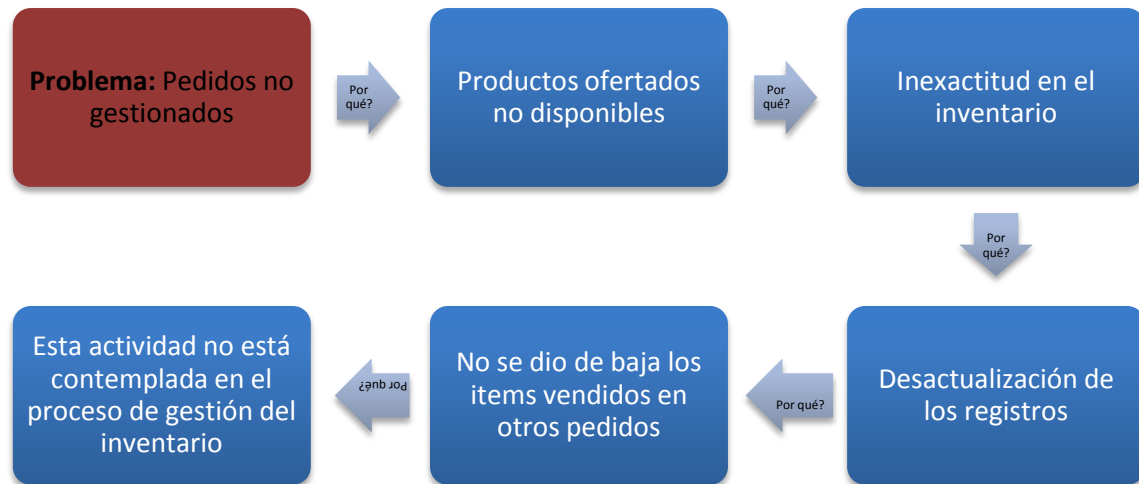 Problema: Pedidos no
gestionados
Por
qué?
Productos ofertados
no disponibles
Por
qué?
Inexactitud en el
inventario
Por
qué?
Desactualización de
los registros
Por qué?
No se dio de baja los
items vendidos en
otros pedidos
Por qué?
Esta actividad no está
contemplada en el
proceso de gestión del
inventario